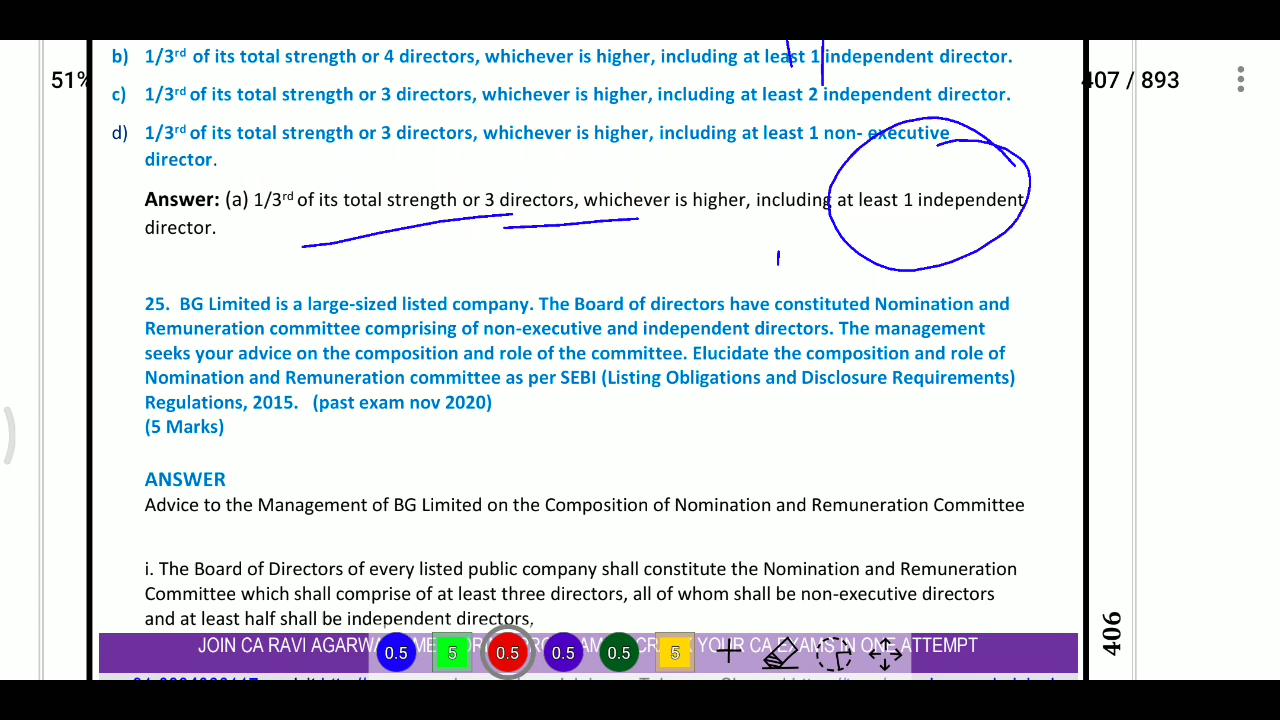 b) 1/3rd of its total strength or 4 directors, whichever is higher, including at least 1 independent director.
51%
407 / 893
c) 1/3rd of its total strength or 3 directors, whichever is higher, including at least 2 independent director.
d) 1/3rd of its total strength or 3 directors, whichever is higher, including at least 1 non- executive
director.
Answer: (a) 1/3rd of its total strength or 3 directors, whichever is higher, including at least 1 independent
director.
25. BG Limited is a large-sized listed company. The Board of directors have constituted Nomination and
Remuneration committee comprising of non-executive and independent directors. The management
seeks your advice on the composition and role of the committee. Elucidate the composition and role of
Nomination and Remuneration committee as per SEBI (Listing Obligations and Disclosure Requirements)
Regulations, 2015. (past exam nov 2020)
(5 Marks)
ANSWER
Advice to the Management of BG Limited on the Composition of Nomination and Remuneration Committee
i. The Board of Directors of every listed public company shall constitute the Nomination and Remuneration
Committee which shall comprise of at least three directors, all of whom shall be non-executive directors
and at least half shall be independent directors,
406
JOIN CA RAVI YOUR CA EXAMS IN ONE ATTEMPT
0.5 5 0.5 0.5 0.5 5